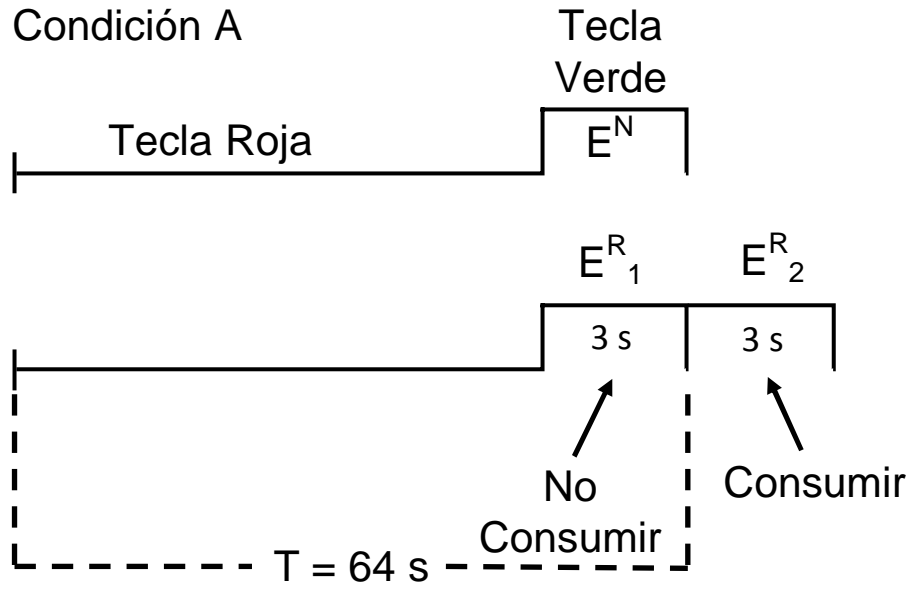 Condición A
Tecla
Verde
Tecla Roja
E^N
E^R_1
E^R_2
3 s
3 s
No
Consumir
Consumir
T = 64 s